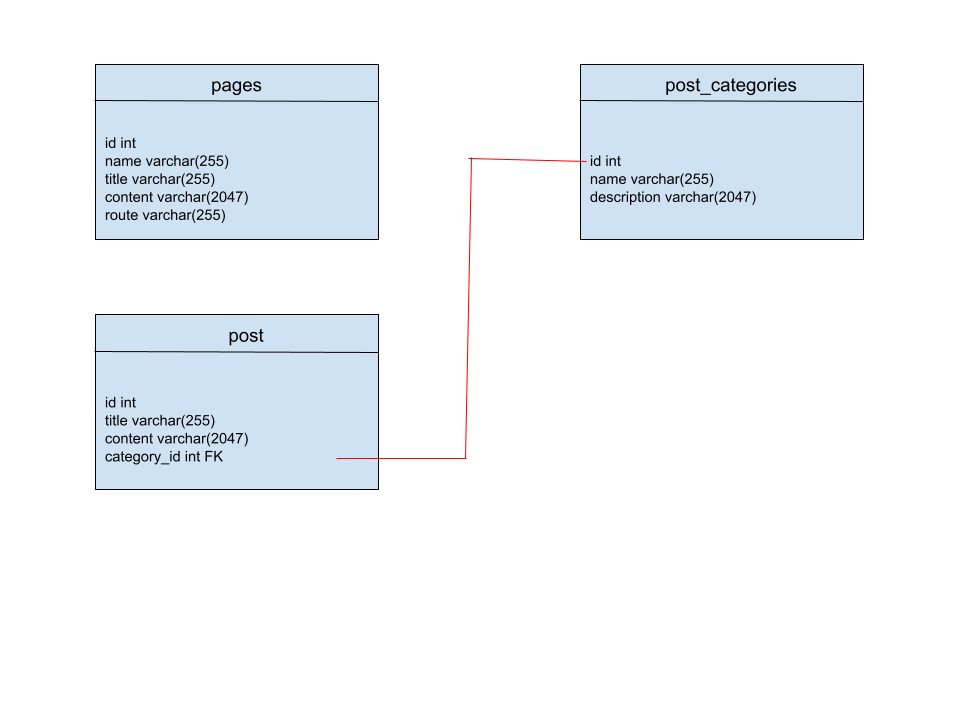 pages
id int
name varchar(255)
title varchar(255)
content varchar(2047)
route varchar(255)
post_categories
id int
name varchar(255)
description varchar(2047)
post
id int
title varchar(255)
content varchar(2047)
category_id int FK